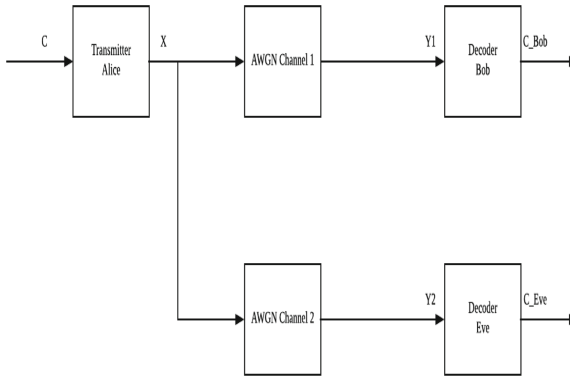 C
Transmitter
Alice
X
AWGN Channel 1
Y1
Decoder
Bob
C_Bob
AWGN Channel 2
Y2
Decoder
Eve
C_Eve